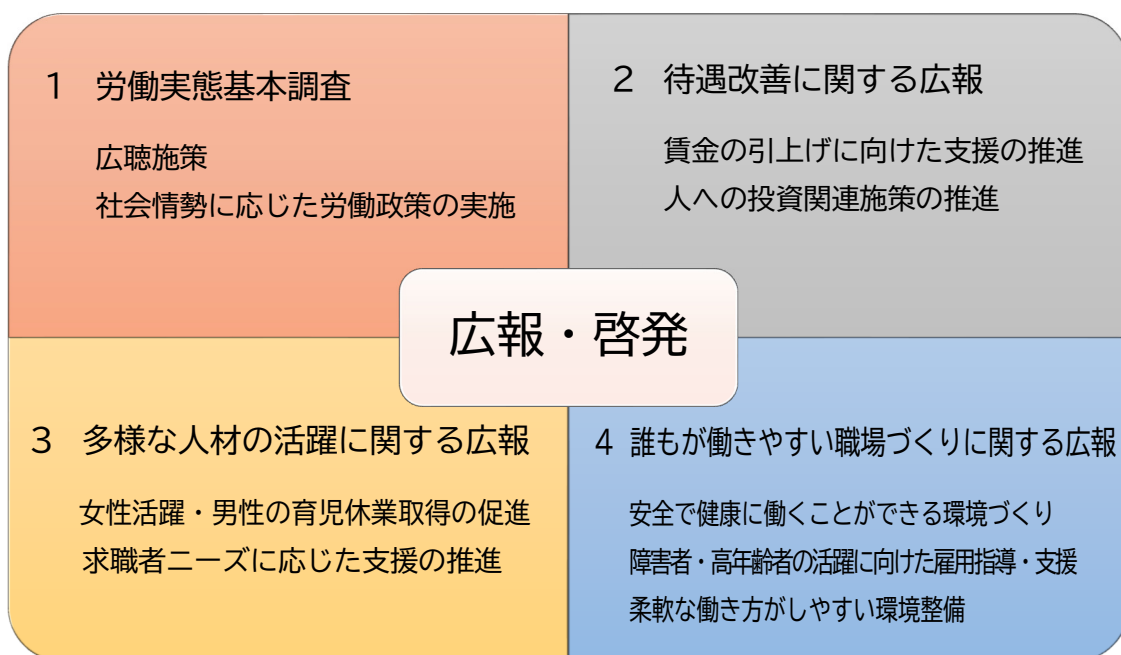 1 労働実態基本調査
広聴施策
社会情勢に応じた労働政策の実施
2 待遇改善に関する広報
賃金の引上げに向けた支援の推進
人への投資関連施策の推進
広報・啓発
3 多様な人材の活躍に関する広報
女性活躍・男性の育児休業取得の促進
求職者ニーズに応じた支援の推進
4 誰もが働きやすい職場づくりに関する広報
安全で健康に働くことができる環境づくり
障害者・高年齢者の活躍に向けた雇用指導・支援
柔軟な働き方がしやすい環境整備